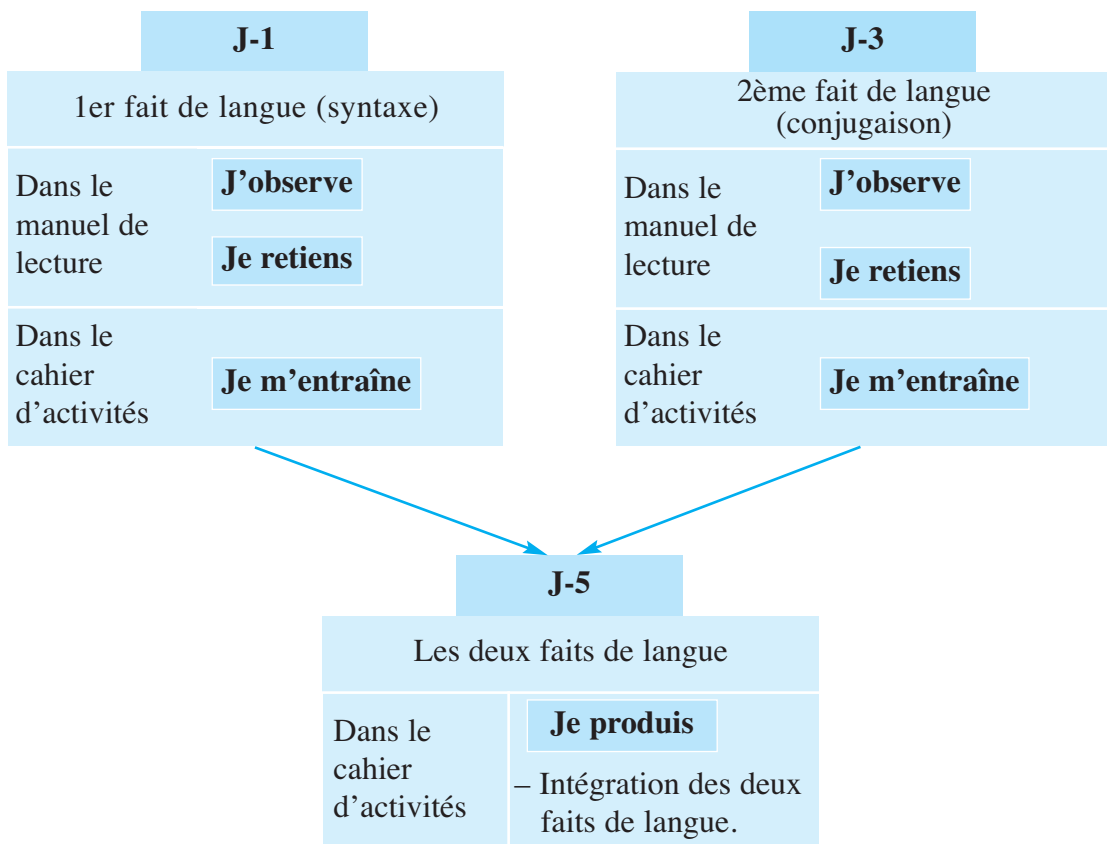 J-1
1er fait de langue (syntaxe)
Dans le
manuel de
lecture
J’observe
Je retiens
Dans le
cahier
d’activités
Je m’entraîne
J-3
2ème fait de langue
(conjugaison)
Dans le
manuel de
lecture
J’observe
Je retiens
Dans le
cahier
d’activités
Je m’entraîne
J-5
Les deux faits de langue
Dans le
cahier
d’activités
Je produis
– Intégration des deux
faits de langue.